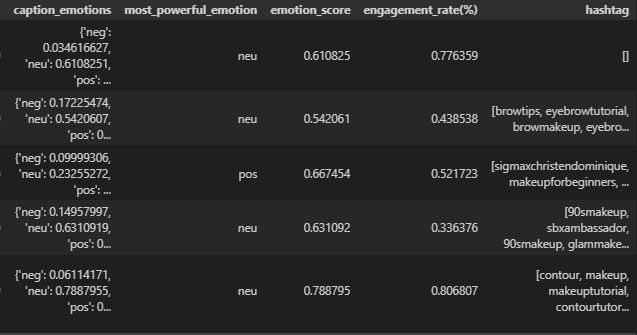 caption_emotions most_powerful_emotion emotion_score engagement_rate(%) hashtag
{'neg':
0.034616627,
'neu': 0.6108251,
'pos': ...
neu 0.610825 0.776359 []
{'neg': 0.17225474,
'neu': 0.5420607,
'pos': 0...
neu 0.542061 0.438538
[browtips, eyebrowtutorial,
browmakeup, eyebro...
{'neg': 0.09999306,
'neu': 0.23255272,
'pos': ...
pos 0.667454 0.521723
[sigmaxchristendominique,
makeupforbeginners, ...
{'neg': 0.14957997,
'neu': 0.6310919,
'pos': 0...
neu 0.631092 0.336376
[90smakeup,
sbxambassador,
90smakeup, glammake...
{'neg': 0.06114171,
'neu': 0.7887955,
'pos': 0...
neu 0.788795 0.806807
[contour, makeup,
makeuptutorial,
contourtutor...